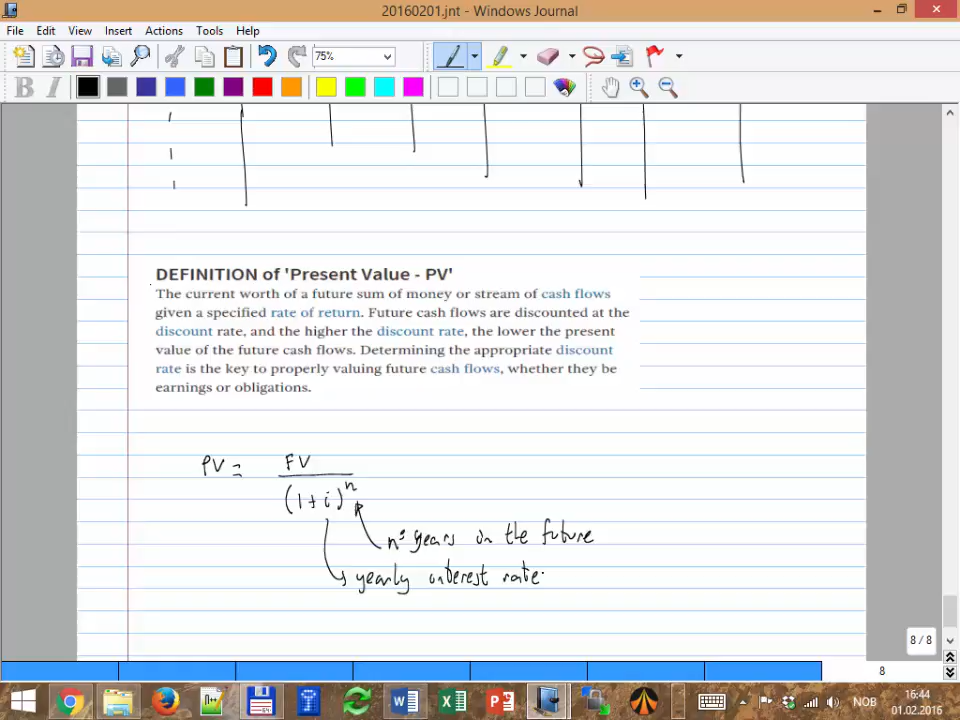 20160201.jnt - Windows Journal
File Edit View Insert Actions Tools Help
75%
B I
DEFINITION of 'Present Value - PV'
The current worth of a future sum of money or stream of cash flows
given a specified rate of return. Future cash flows are discounted at the
discount rate, and the higher the discount rate, the lower the present
value of the future cash flows. Determining the appropriate discount
rate is the key to properly valuing future cash flows, whether they be
earnings or obligations.
PV = FV
(1+i)^n
nº years in the future
yearly interest rate.
8 / 8
8
NOB
16:44
01.02.2016